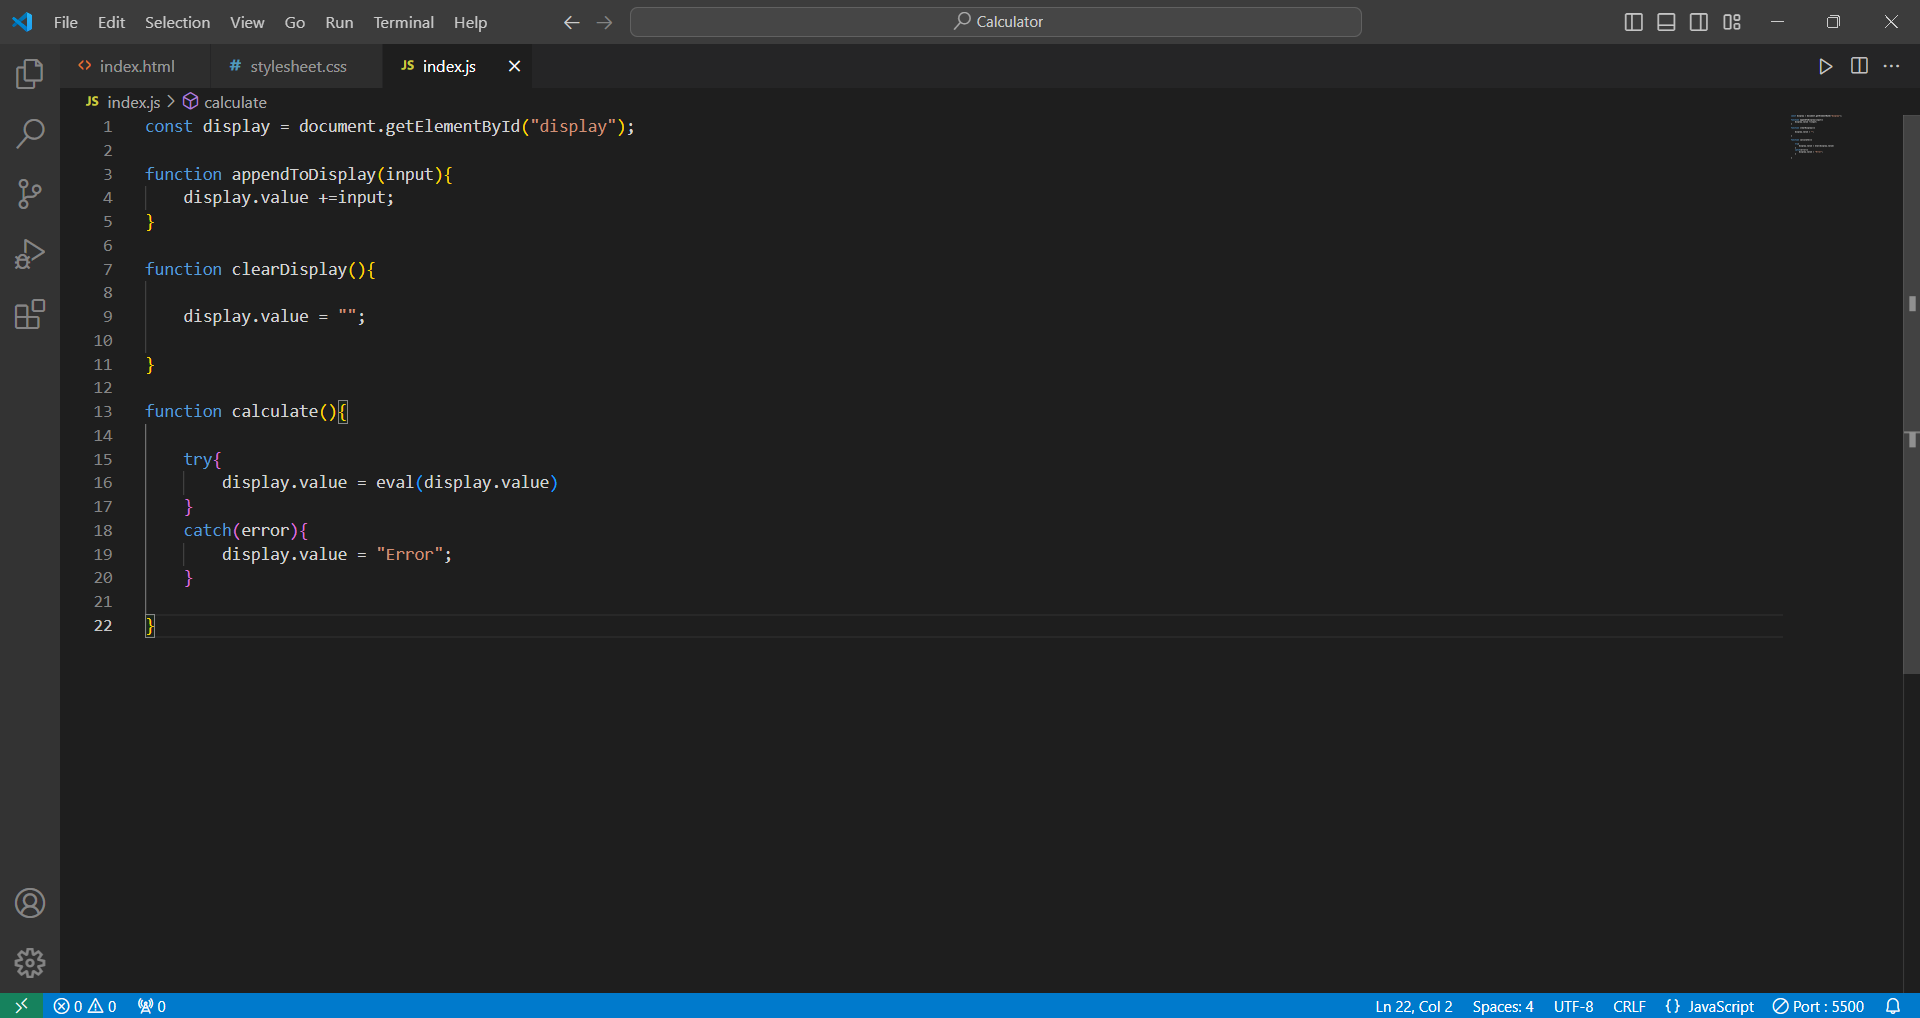 File Edit Selection View Go Run Terminal Help Calculator
index.html # stylesheet.css JS index.js
JS index.js > calculate
1 const display = document.getElementById("display");
2
3 function appendToDisplay(input){
4     display.value +=input;
5 }
6
7 function clearDisplay(){
8
9     display.value = "";
10
11 }
12
13 function calculate(){
14
15     try{
16         display.value = eval(display.value)
17     }
18     catch(error){
19         display.value = "Error";
20     }
21
22 }
0 0 0 Ln 22, Col 2 Spaces: 4 UTF-8 CRLF {} JavaScript Port : 5500